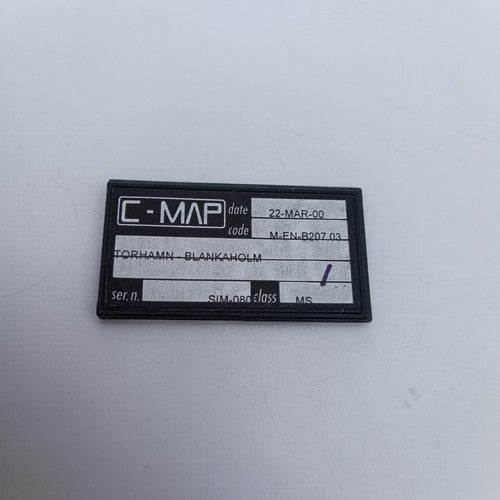 C-MAP date 22-MAR-00
code M-EN-B207.03
TORHAMN - BLANKAHOLM
ser.n. SIM-080 class MS